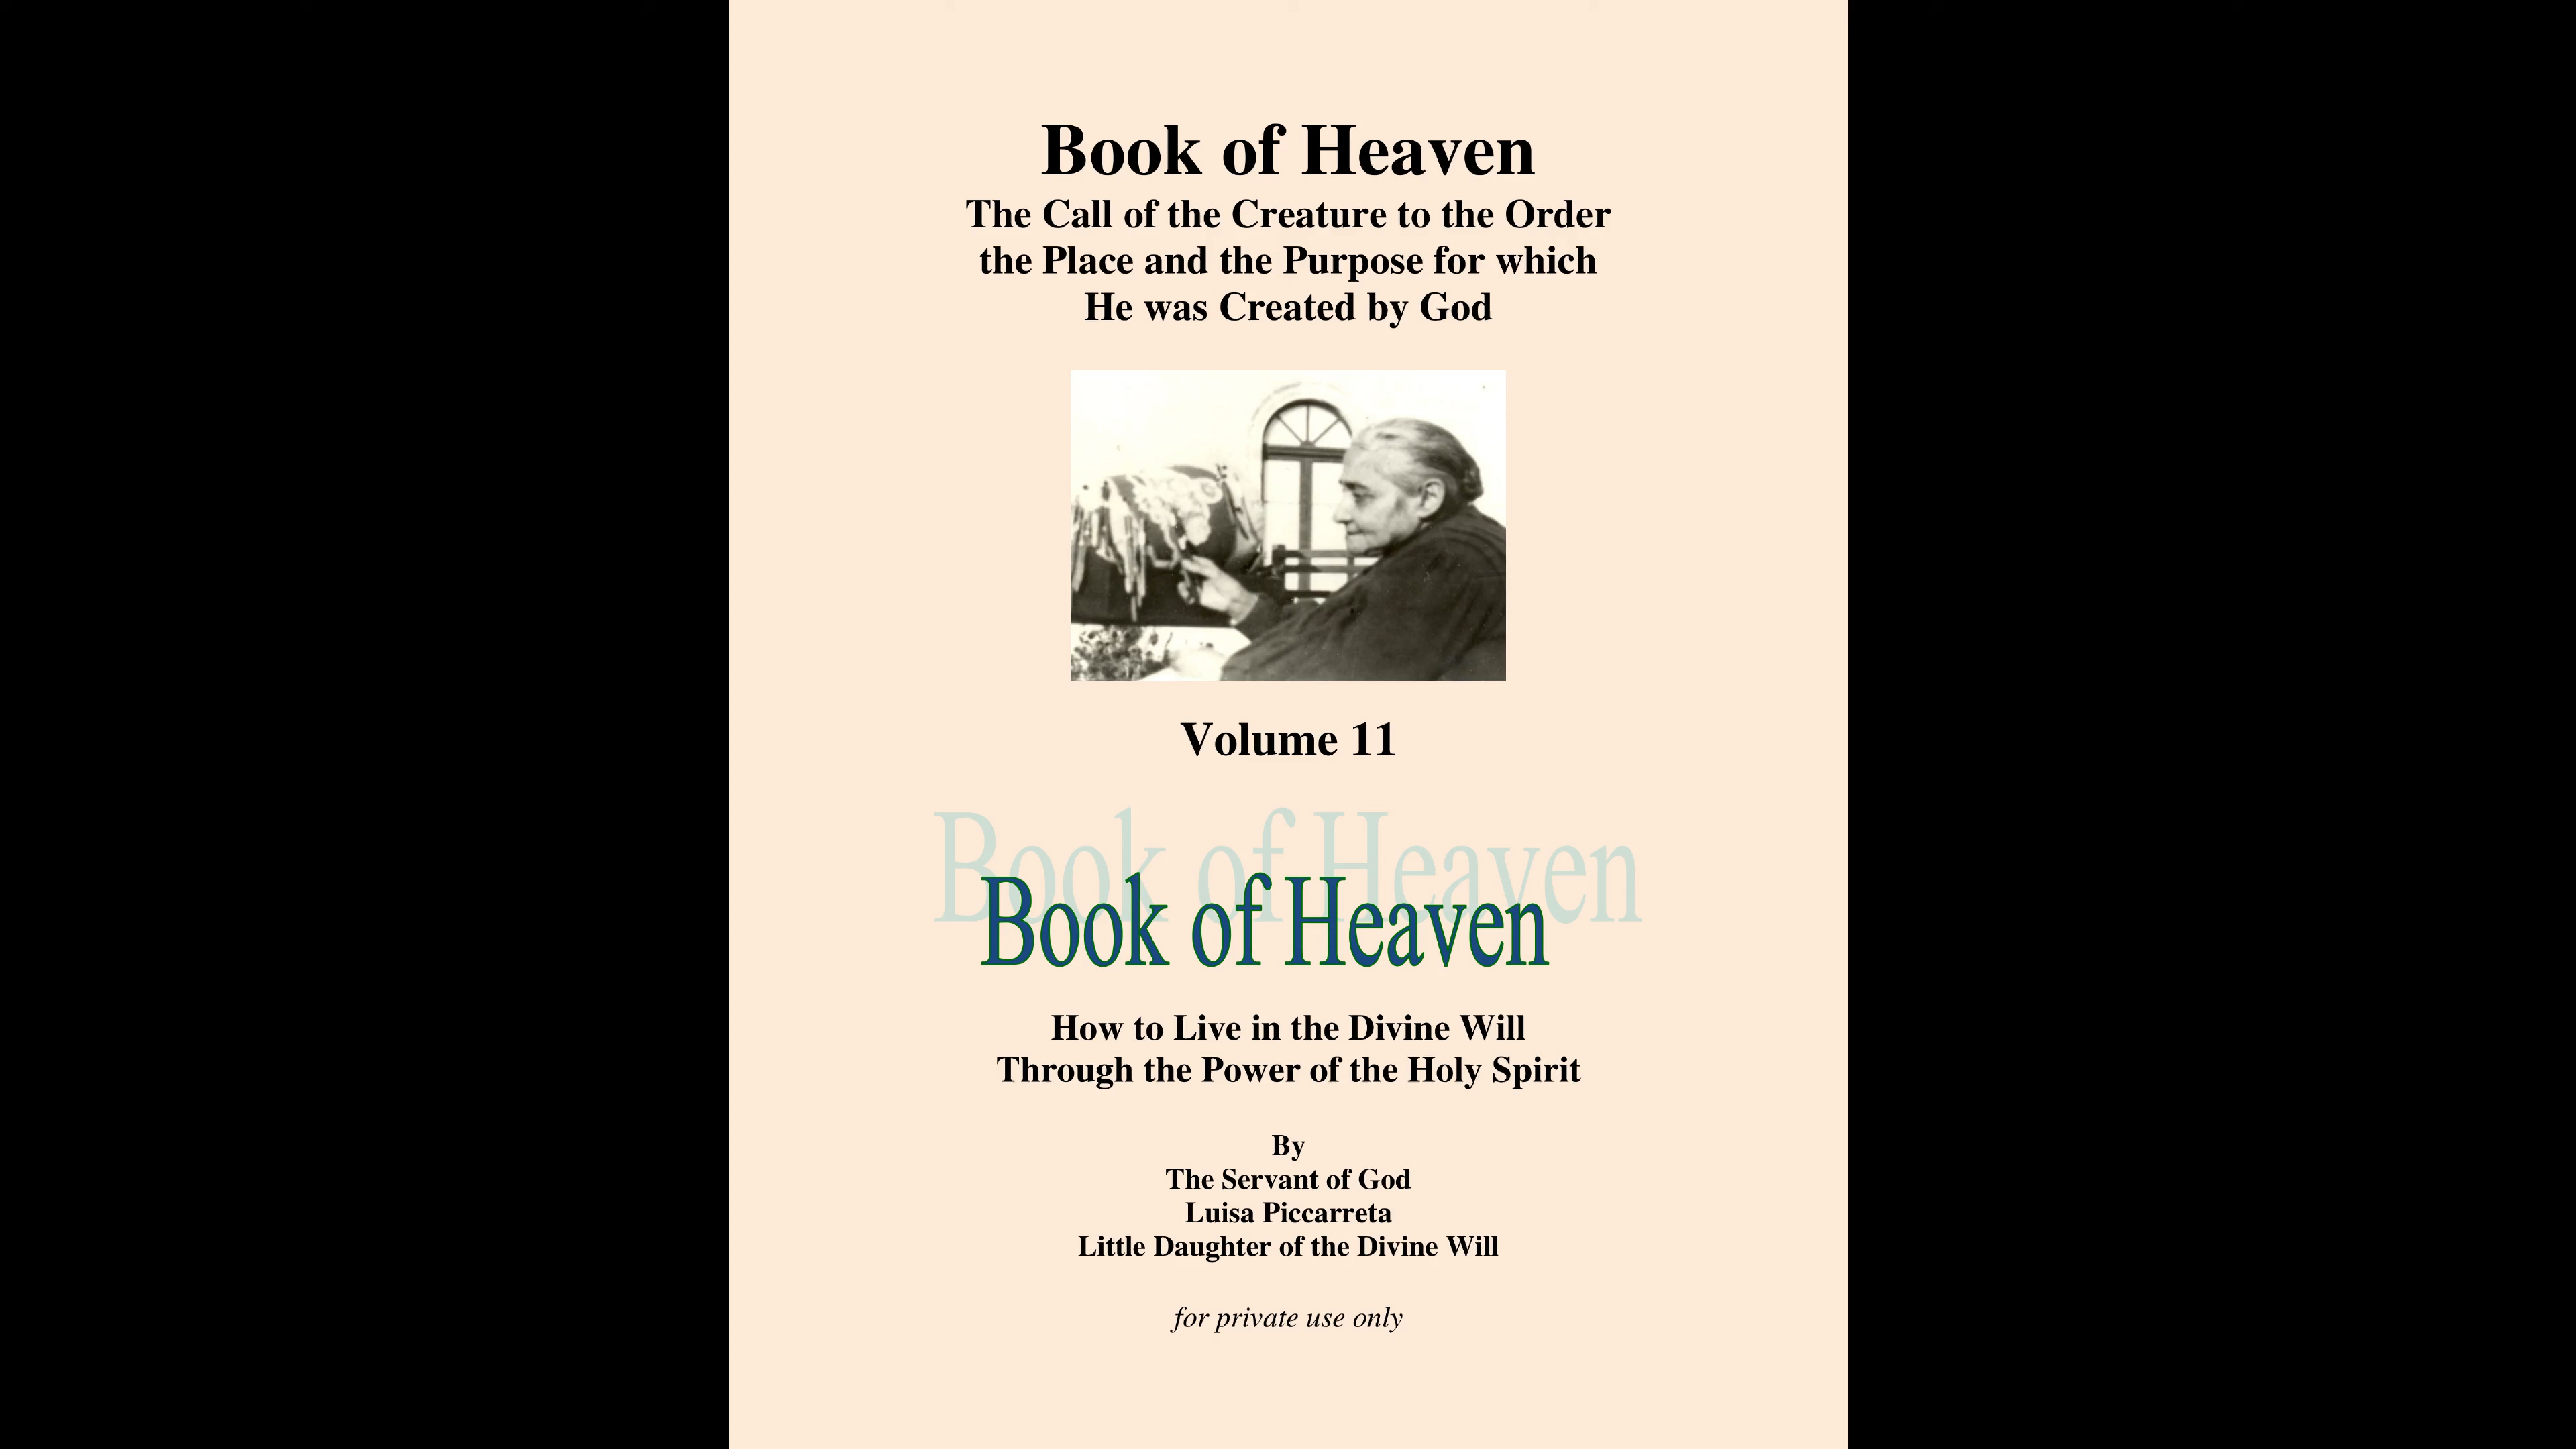 Book of Heaven
The Call of the Creature to the Order
the Place and the Purpose for which
He was Created by God
Volume 11
Book of Heaven
Book of Heaven
How to Live in the Divine Will
Through the Power of the Holy Spirit
By
The Servant of God
Luisa Piccarreta
Little Daughter of the Divine Will
for private use only